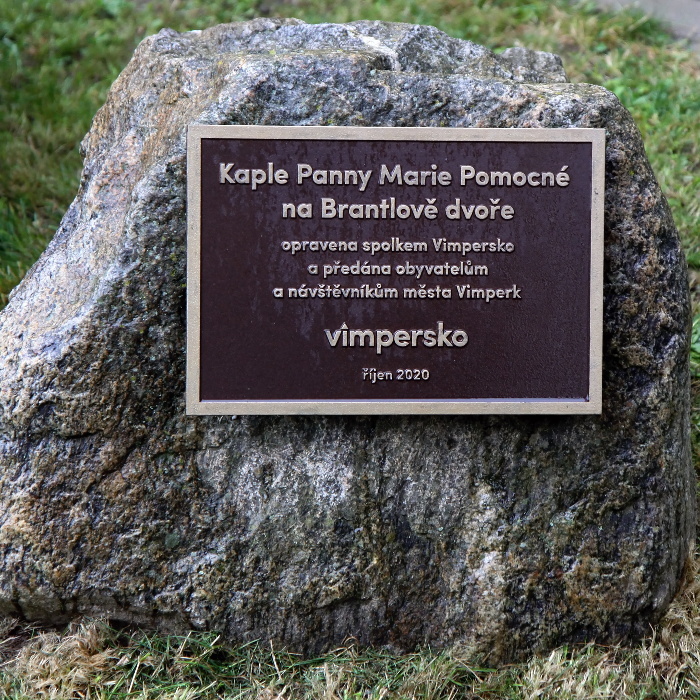 Kaple Panny Marie Pomocné
na Brantlově dvoře
opravena spolkem Vimpersko
a předána obyvatelům
a návštěvníkům města Vimperk
vimpersko
říjen 2020